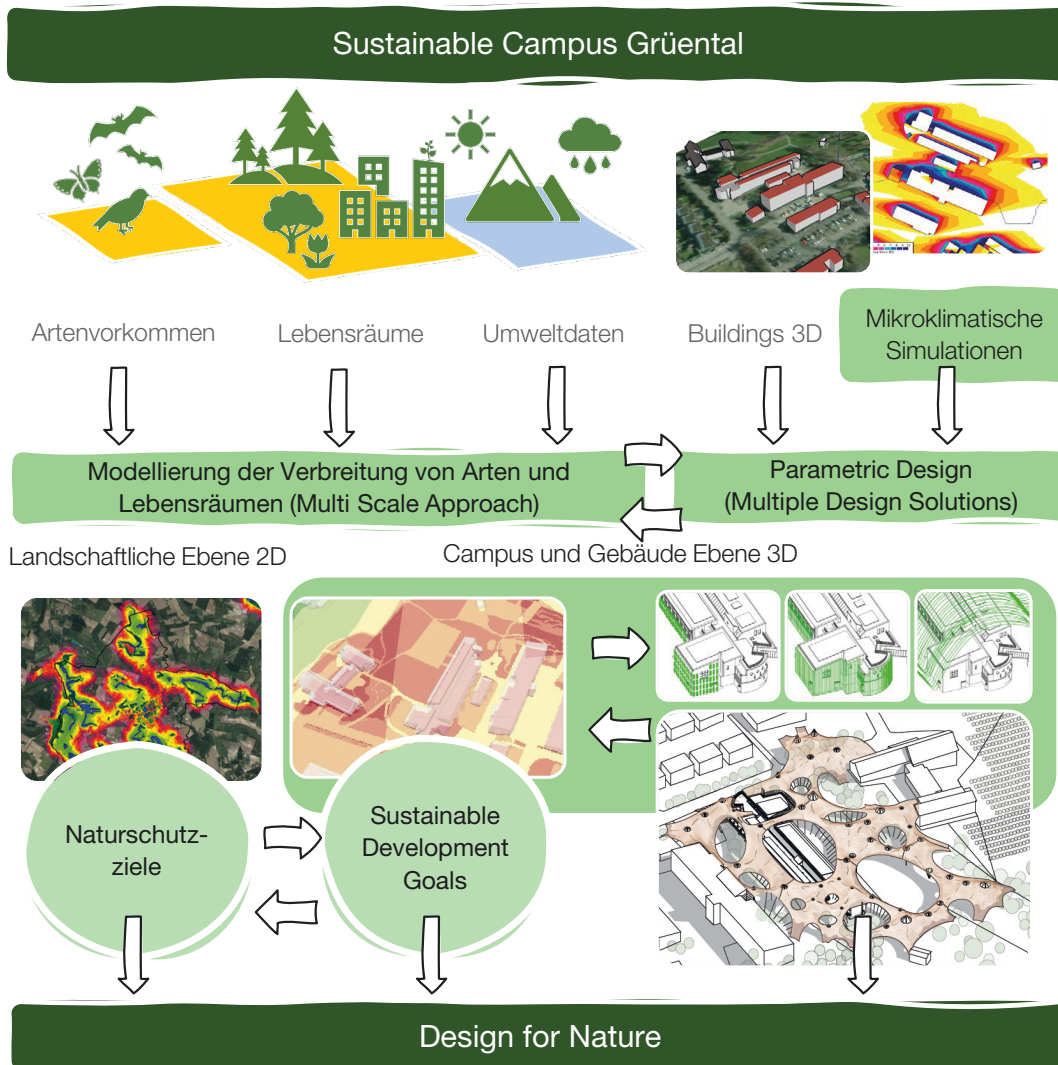 Sustainable Campus Grüental
Artenvorkommen
Lebensräume
Umweltdaten
Buildings 3D
Mikroklimatische
Simulationen
Modellierung der Verbreitung von Arten und
Lebensräumen (Multi Scale Approach)
Parametric Design
(Multiple Design Solutions)
Landschaftliche Ebene 2D
Campus und Gebäude Ebene 3D
Naturschutz-
ziele
Sustainable
Development
Goals
Design for Nature